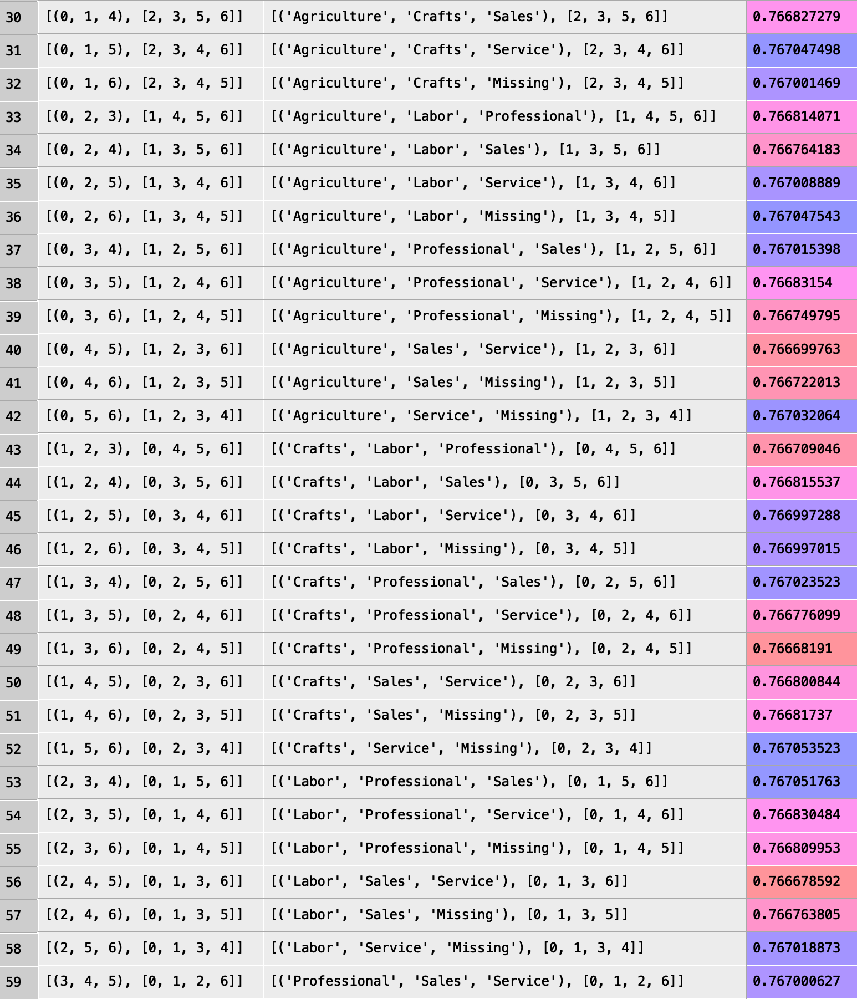 30 [(0, 1, 4), [2, 3, 5, 6]] [('Agriculture', 'Crafts', 'Sales'), [2, 3, 5, 6]] 0.766827279
31 [(0, 1, 5), [2, 3, 4, 6]] [('Agriculture', 'Crafts', 'Service'), [2, 3, 4, 6]] 0.767047498
32 [(0, 1, 6), [2, 3, 4, 5]] [('Agriculture', 'Crafts', 'Missing'), [2, 3, 4, 5]] 0.767001469
33 [(0, 2, 3), [1, 4, 5, 6]] [('Agriculture', 'Labor', 'Professional'), [1, 4, 5, 6]] 0.766814071
34 [(0, 2, 4), [1, 3, 5, 6]] [('Agriculture', 'Labor', 'Sales'), [1, 3, 5, 6]] 0.766764183
35 [(0, 2, 5), [1, 3, 4, 6]] [('Agriculture', 'Labor', 'Service'), [1, 3, 4, 6]] 0.767008889
36 [(0, 2, 6), [1, 3, 4, 5]] [('Agriculture', 'Labor', 'Missing'), [1, 3, 4, 5]] 0.767047543
37 [(0, 3, 4), [1, 2, 5, 6]] [('Agriculture', 'Professional', 'Sales'), [1, 2, 5, 6]] 0.767015398
38 [(0, 3, 5), [1, 2, 4, 6]] [('Agriculture', 'Professional', 'Service'), [1, 2, 4, 6]] 0.76683154
39 [(0, 3, 6), [1, 2, 4, 5]] [('Agriculture', 'Professional', 'Missing'), [1, 2, 4, 5]] 0.766749795
40 [(0, 4, 5), [1, 2, 3, 6]] [('Agriculture', 'Sales', 'Service'), [1, 2, 3, 6]] 0.766699763
41 [(0, 4, 6), [1, 2, 3, 5]] [('Agriculture', 'Sales', 'Missing'), [1, 2, 3, 5]] 0.766722013
42 [(0, 5, 6), [1, 2, 3, 4]] [('Agriculture', 'Service', 'Missing'), [1, 2, 3, 4]] 0.767032064
43 [(1, 2, 3), [0, 4, 5, 6]] [('Crafts', 'Labor', 'Professional'), [0, 4, 5, 6]] 0.766709046
44 [(1, 2, 4), [0, 3, 5, 6]] [('Crafts', 'Labor', 'Sales'), [0, 3, 5, 6]] 0.766815537
45 [(1, 2, 5), [0, 3, 4, 6]] [('Crafts', 'Labor', 'Service'), [0, 3, 4, 6]] 0.766997288
46 [(1, 2, 6), [0, 3, 4, 5]] [('Crafts', 'Labor', 'Missing'), [0, 3, 4, 5]] 0.766997015
47 [(1, 3, 4), [0, 2, 5, 6]] [('Crafts', 'Professional', 'Sales'), [0, 2, 5, 6]] 0.767023523
48 [(1, 3, 5), [0, 2, 4, 6]] [('Crafts', 'Professional', 'Service'), [0, 2, 4, 6]] 0.766776099
49 [(1, 3, 6), [0, 2, 4, 5]] [('Crafts', 'Professional', 'Missing'), [0, 2, 4, 5]] 0.76668191
50 [(1, 4, 5), [0, 2, 3, 6]] [('Crafts', 'Sales', 'Service'), [0, 2, 3, 6]] 0.766800844
51 [(1, 4, 6), [0, 2, 3, 5]] [('Crafts', 'Sales', 'Missing'), [0, 2, 3, 5]] 0.76681737
52 [(1, 5, 6), [0, 2, 3, 4]] [('Crafts', 'Service', 'Missing'), [0, 2, 3, 4]] 0.767053523
53 [(2, 3, 4), [0, 1, 5, 6]] [('Labor', 'Professional', 'Sales'), [0, 1, 5, 6]] 0.767051763
54 [(2, 3, 5), [0, 1, 4, 6]] [('Labor', 'Professional', 'Service'), [0, 1, 4, 6]] 0.766830484
55 [(2, 3, 6), [0, 1, 4, 5]] [('Labor', 'Professional', 'Missing'), [0, 1, 4, 5]] 0.766809953
56 [(2, 4, 5), [0, 1, 3, 6]] [('Labor', 'Sales', 'Service'), [0, 1, 3, 6]] 0.766678592
57 [(2, 4, 6), [0, 1, 3, 5]] [('Labor', 'Sales', 'Missing'), [0, 1, 3, 5]] 0.766763805
58 [(2, 5, 6), [0, 1, 3, 4]] [('Labor', 'Service', 'Missing'), [0, 1, 3, 4]] 0.767018873
59 [(3, 4, 5), [0, 1, 2, 6]] [('Professional', 'Sales', 'Service'), [0, 1, 2, 6]] 0.767000627